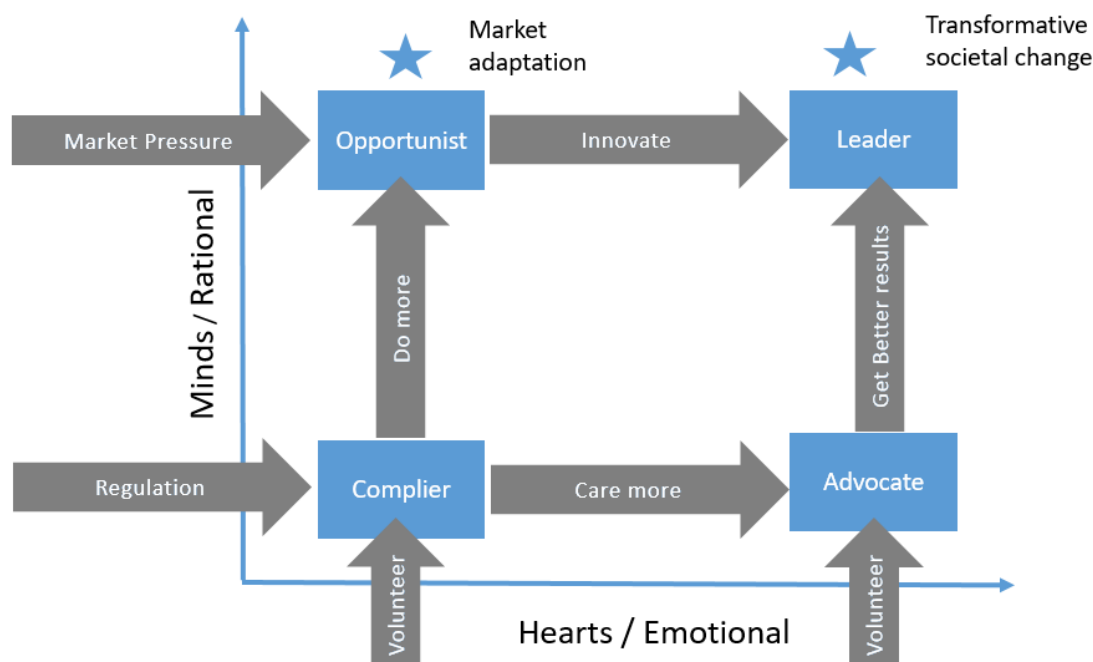 Market
adaptation
Transformative
societal change
Market Pressure
Opportunist
Innovate
Leader
Minds / Rational
Do more
Get Better results
Regulation
Complier
Care more
Advocate
Volunteer
Volunteer
Hearts / Emotional